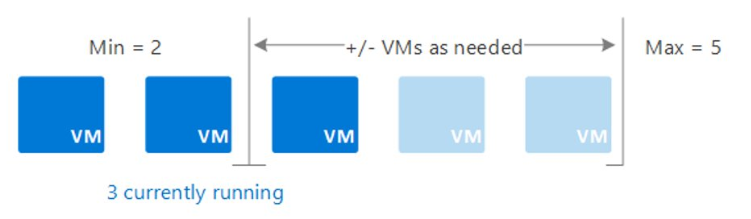 Min = 2
+/- VMs as needed
Max = 5
VM
VM
VM
VM
VM
3 currently running